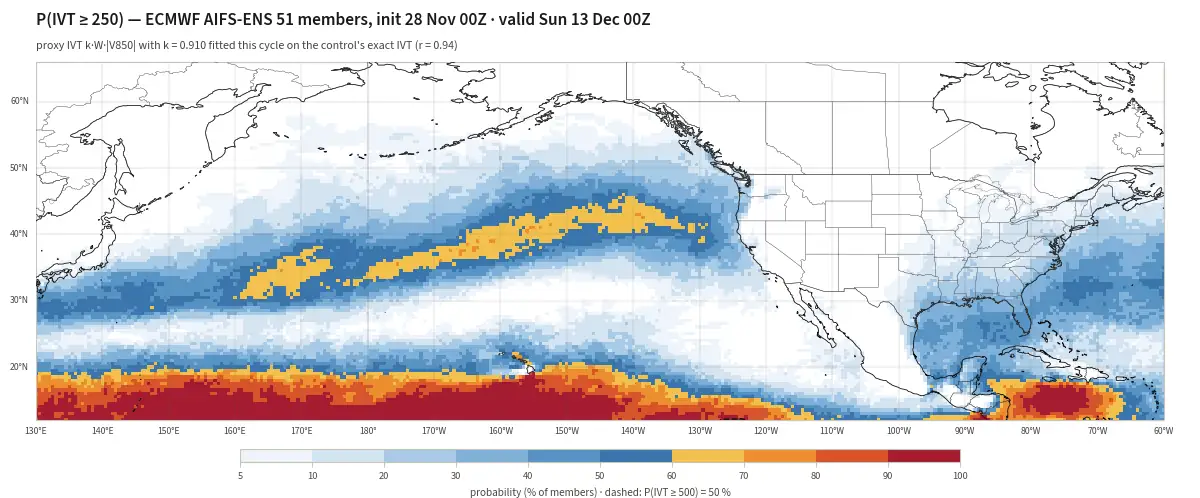 P(IVT ≥ 250) — ECMWF AIFS-ENS 51 members, init 28 Nov 00Z · valid Sun 13 Dec 00Z
proxy IVT k·W·|V850| with k = 0.910 fitted this cycle on the control's exact IVT (r = 0.94)
60°N
50°N
40°N
30°N
20°N
130°E 140°E 150°E 160°E 170°E 180° 170°W 160°W 150°W 140°W 130°W 120°W 110°W 100°W 90°W 80°W 70°W 60°W
5 10 20 30 40 50 60 70 80 90 100
probability (% of members) · dashed: P(IVT ≥ 500) = 50 %